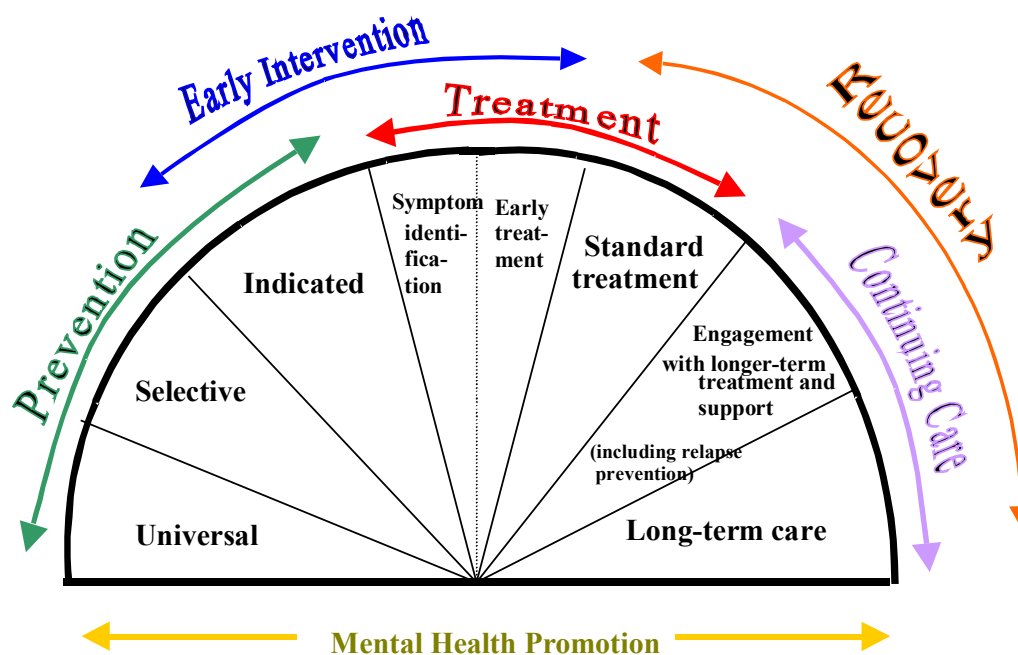 Early Intervention
Treatment
Recovery
Prevention
Continuing Care
Symptom
identi-
fica-
tion
Early
treat-
ment
Indicated
Standard
treatment
Selective
Engagement
with longer-term
treatment and
support
(including relapse
prevention)
Universal
Long-term care
Mental Health Promotion